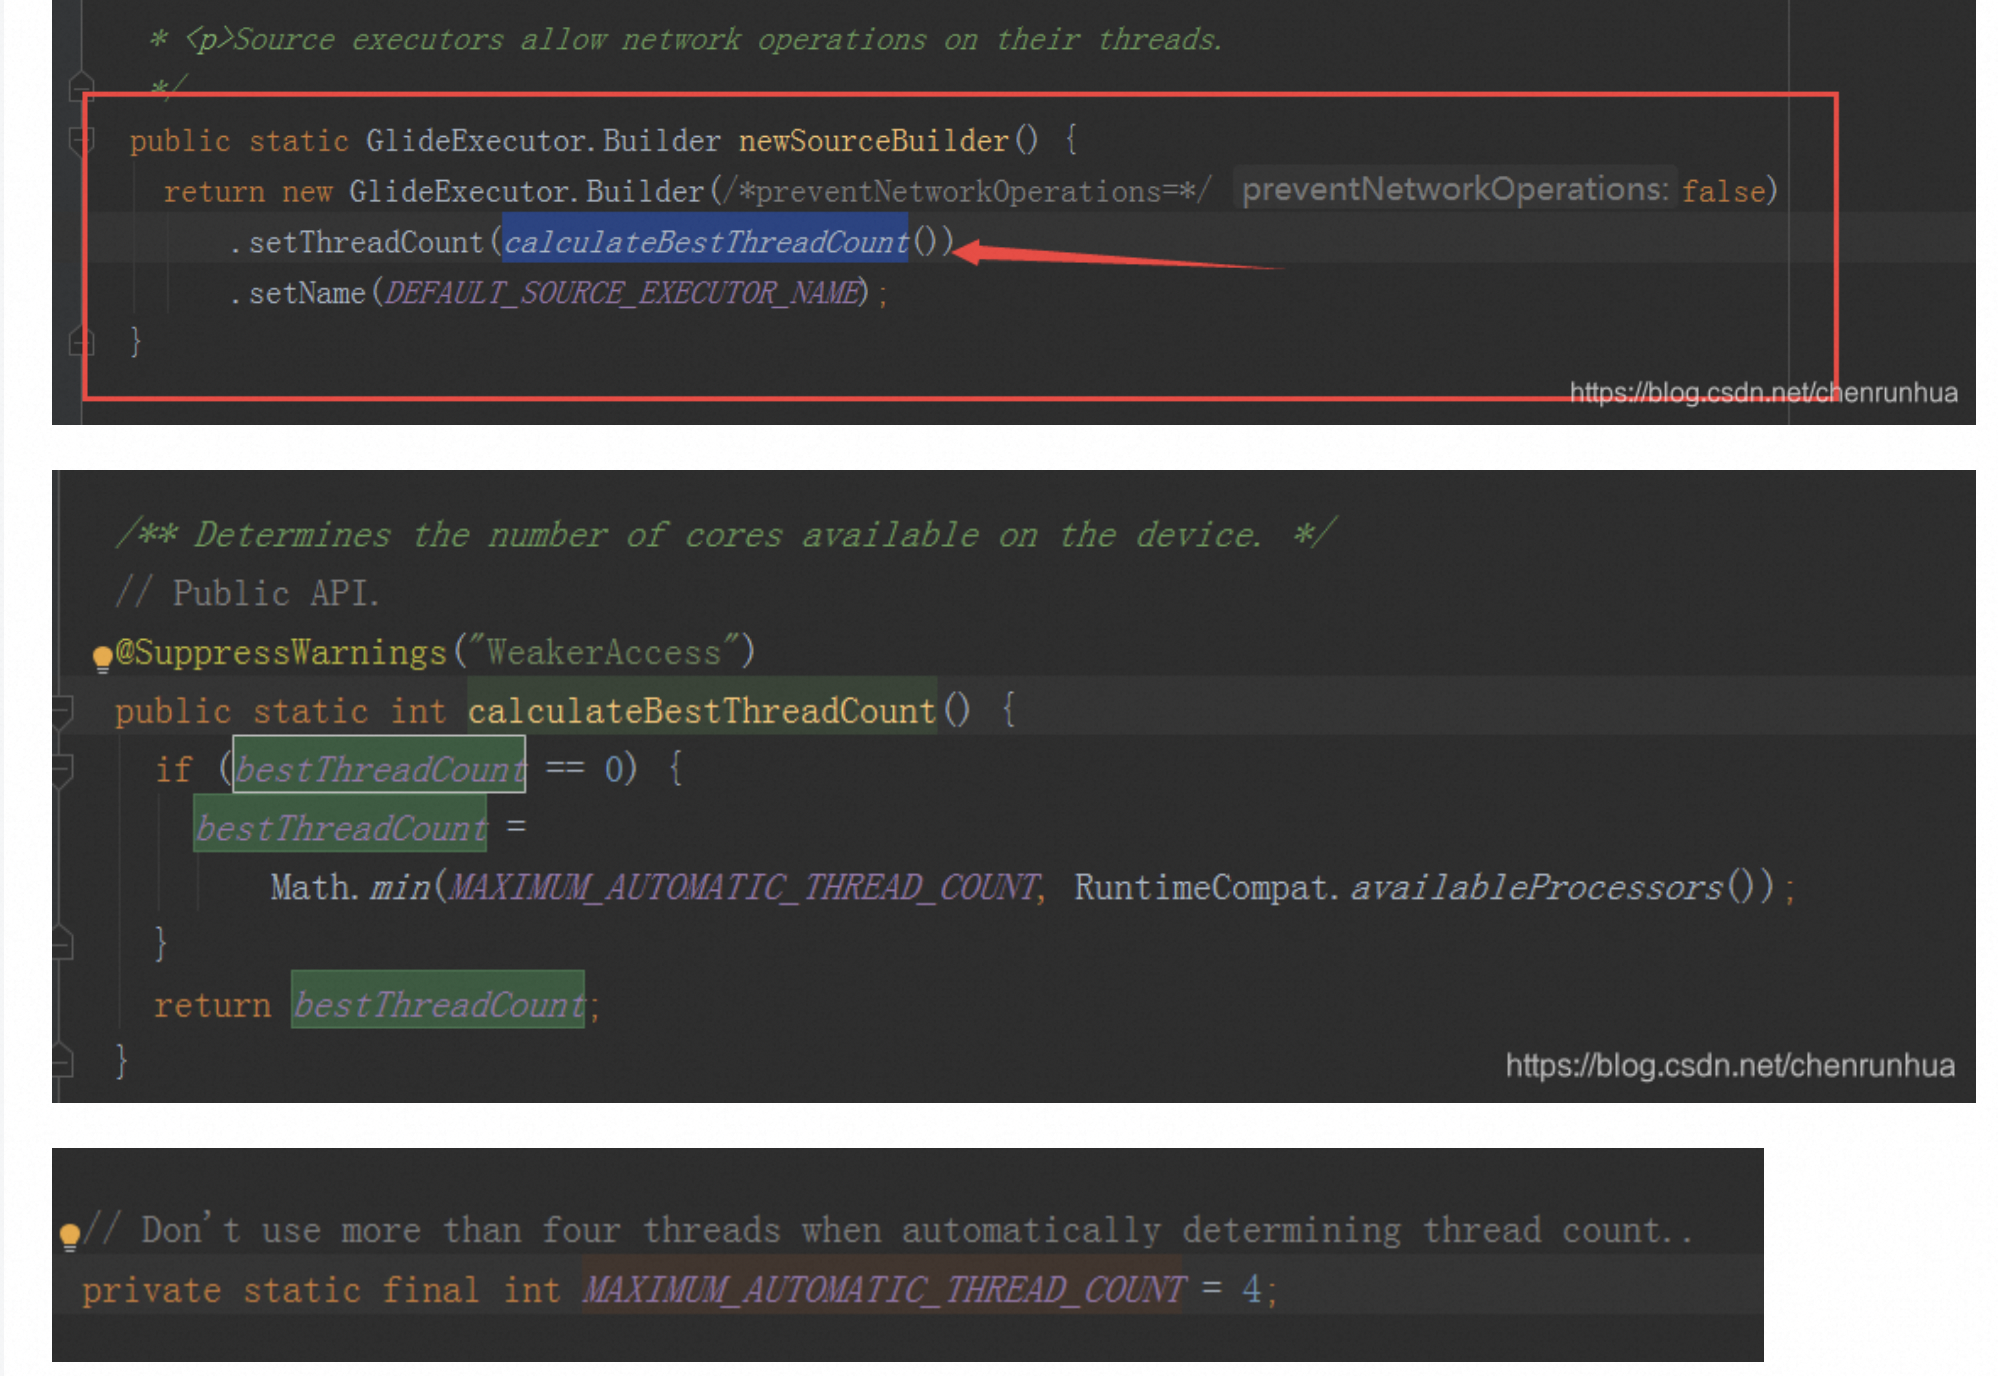 * <p>Source executors allow network operations on their threads.
*/
public static GlideExecutor.Builder newSourceBuilder() {
return new GlideExecutor.Builder(/*preventNetworkOperations=*/ preventNetworkOperations: false)
.setThreadCount(calculateBestThreadCount())
.setName(DEFAULT_SOURCE_EXECUTOR_NAME);
}
https://blog.csdn.net/chenrunhua
/** Determines the number of cores available on the device. */
// Public API.
@SuppressWarnings("WeakerAccess")
public static int calculateBestThreadCount() {
if (bestThreadCount == 0) {
bestThreadCount =
Math.min(MAXIMUM_AUTOMATIC_THREAD_COUNT, RuntimeCompat.availableProcessors());
}
return bestThreadCount;
}
https://blog.csdn.net/chenrunhua
// Don't use more than four threads when automatically determining thread count..
private static final int MAXIMUM_AUTOMATIC_THREAD_COUNT = 4;